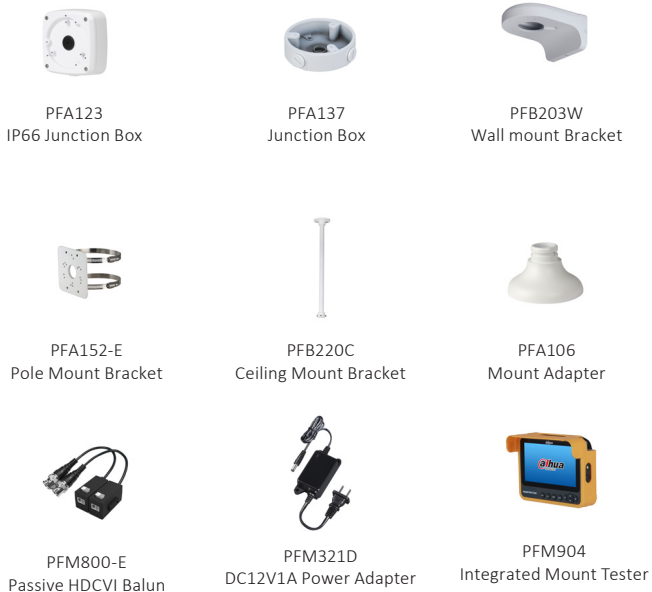 PFA123
IP66 Junction Box
PFA137
Junction Box
PFB203W
Wall mount Bracket
PFA152-E
Pole Mount Bracket
PFB220C
Ceiling Mount Bracket
PFA106
Mount Adapter
alhua
PFM800-E
Passive HDCVI Balun
PFM321D
DC12V1A Power Adapter
PFM904
Integrated Mount Tester